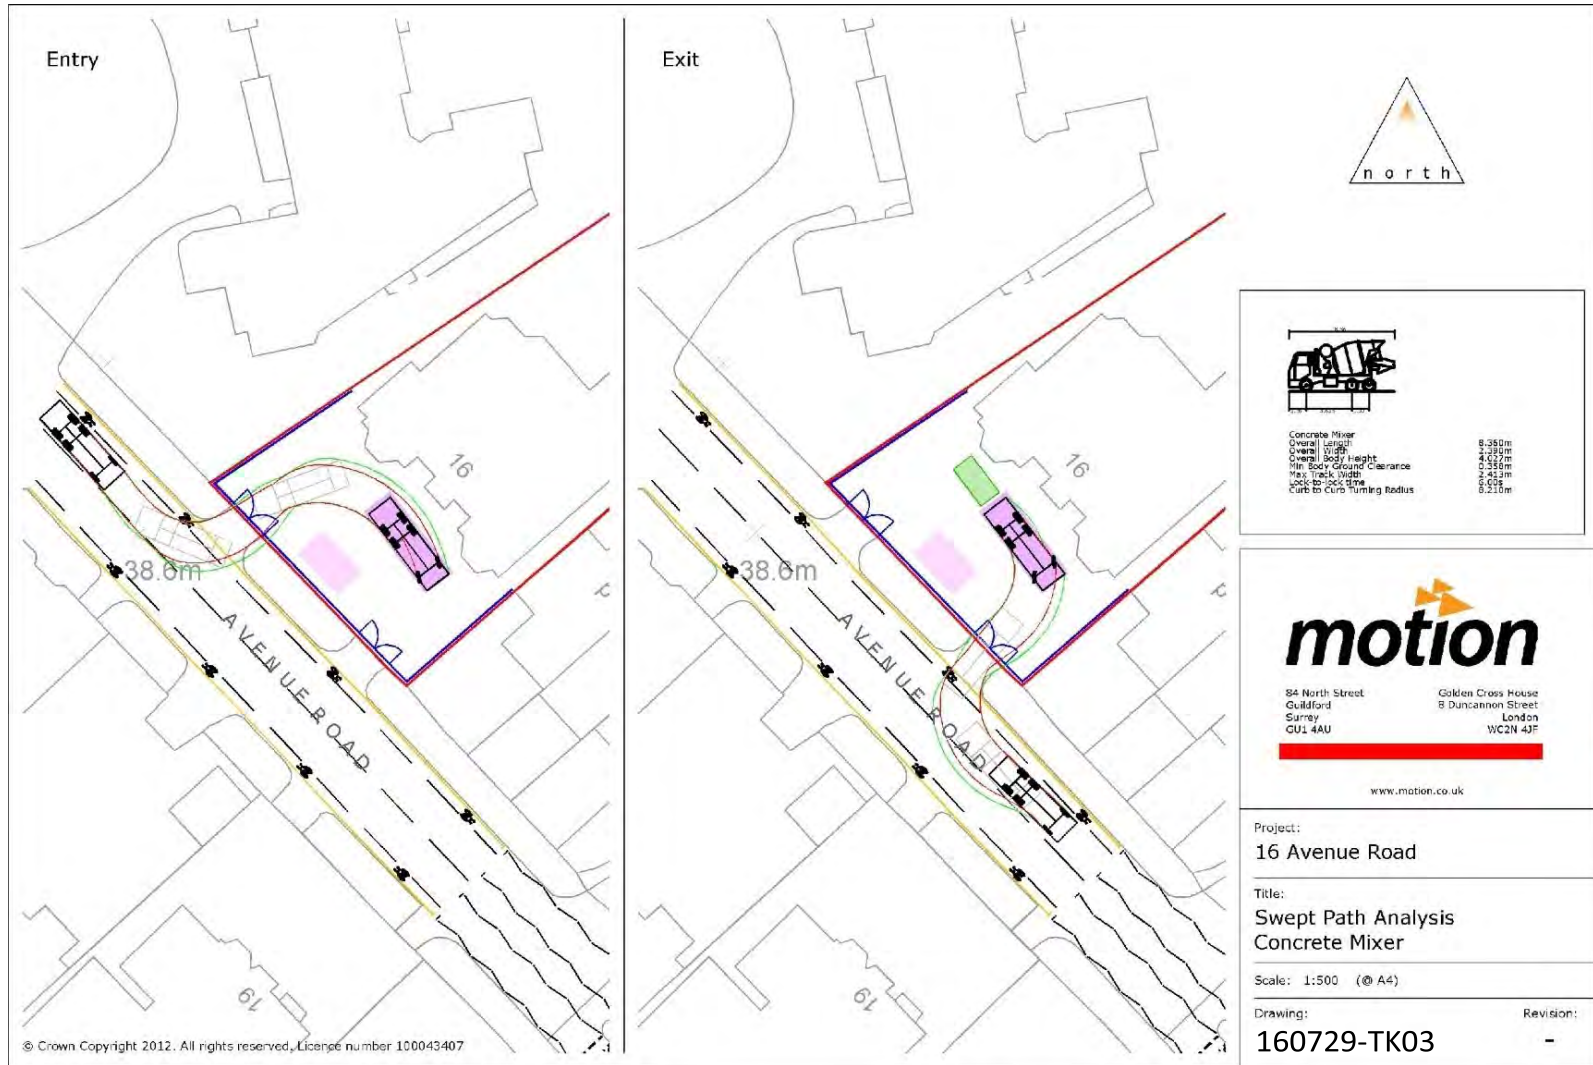 Entry
16
38.6m
AVENUE ROAD
19
© Crown Copyright 2012. All rights reserved, Licence number 100043407
Exit
16
38.6m
AVENUE ROAD
19
north
Concrete Mixer
Overall Length 8.360m
Overall Width 2.390m
Overall Body Height 4.027m
Min Body Ground Clearance 0.358m
Max Track Width 2.413m
Lock-to-lock time 6.00s
Curb to Curb Turning Radius 8.210m
motion
84 North Street Golden Cross House
Guildford 8 Duncannon Street
Surrey London
GU1 4AU WC2N 4JF
www.motion.co.uk
Project:
16 Avenue Road
Title:
Swept Path Analysis
Concrete Mixer
Scale: 1:500 (@ A4)
Drawing: Revision:
160729-TK03 -